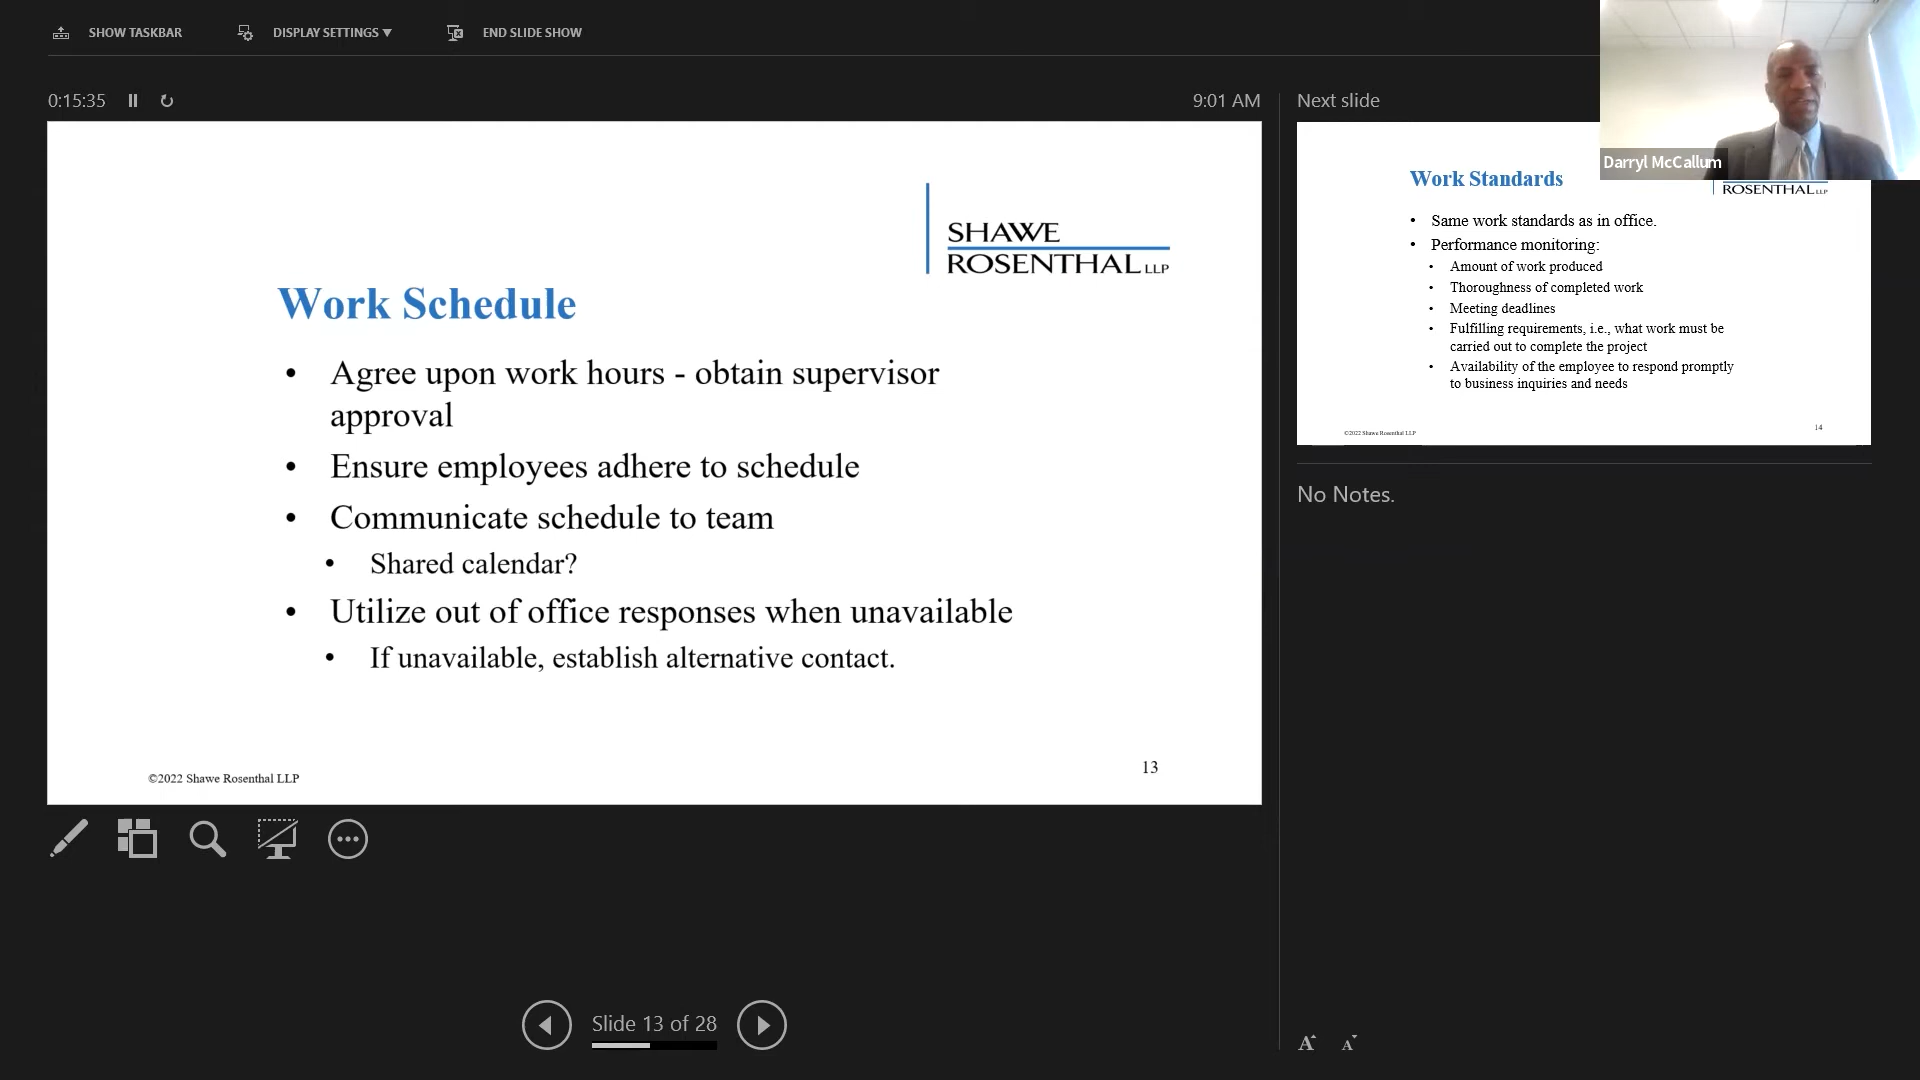 SHOW TASKBAR
DISPLAY SETTINGS
END SLIDE SHOW
0:15:35
9:01 AM
SHAWE
ROSENTHAL LLP
Work Schedule
• Agree upon work hours - obtain supervisor
approval
• Ensure employees adhere to schedule
• Communicate schedule to team
• Shared calendar?
• Utilize out of office responses when unavailable
• If unavailable, establish alternative contact.
©2022 Shawe Rosenthal LLP
13
Slide 13 of 28
Next slide
Darryl McCallum
Work Standards
ROSENTHAL LLP
• Same work standards as in office.
• Performance monitoring:
• Amount of work produced
• Thoroughness of completed work
• Meeting deadlines
• Fulfilling requirements, i.e., what work must be
carried out to complete the project
• Availability of the employee to respond promptly
to business inquiries and needs
©2022 Shawe Rosenthal LLP
14
No Notes.
A A